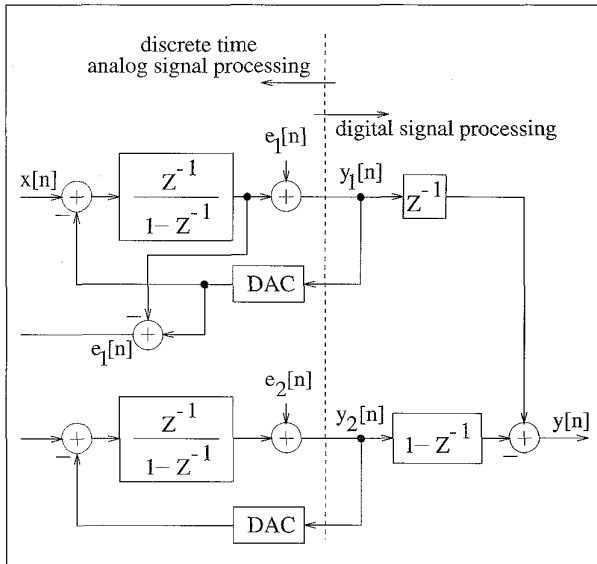 discrete time
analog signal processing
digital signal processing
e1[n]
x[n]
+
−
Z-1
1− Z-1
+
y1[n]
Z-1
DAC
−
+
e1[n]
e2[n]
+
−
Z-1
1− Z-1
+
y2[n]
1− Z-1
−
+
y[n]
DAC